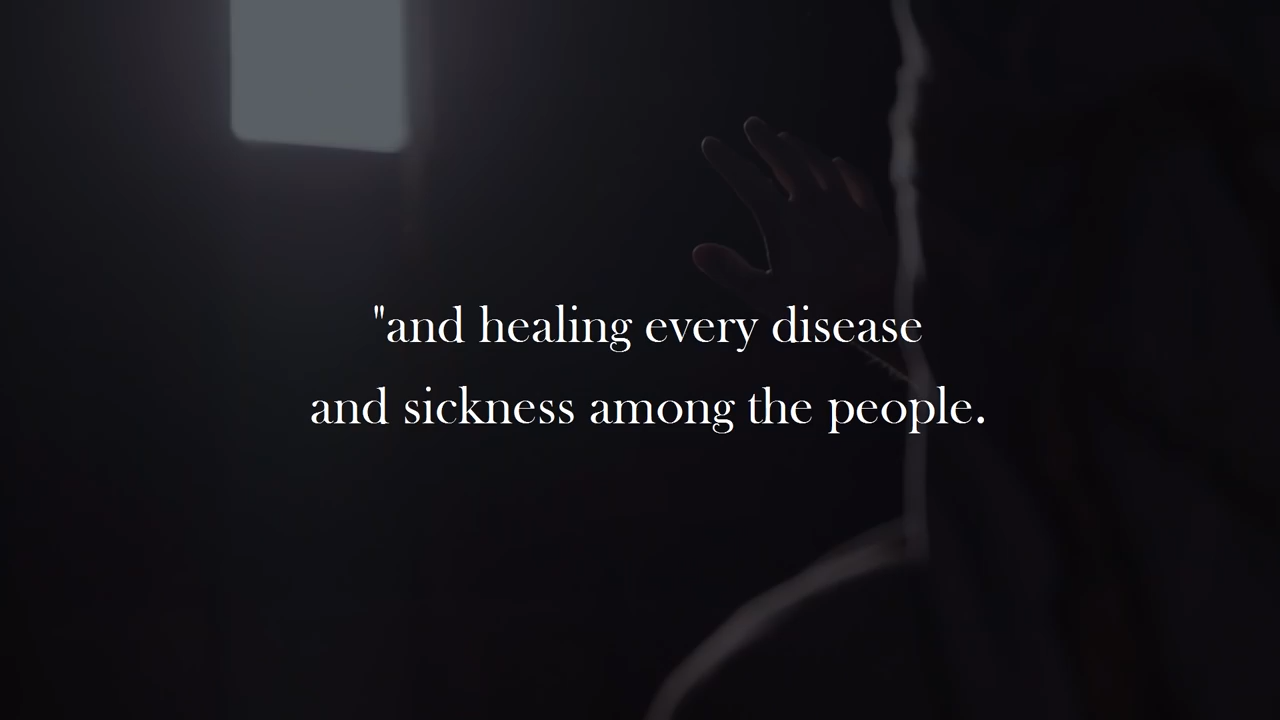 "and healing every disease
and sickness among the people.